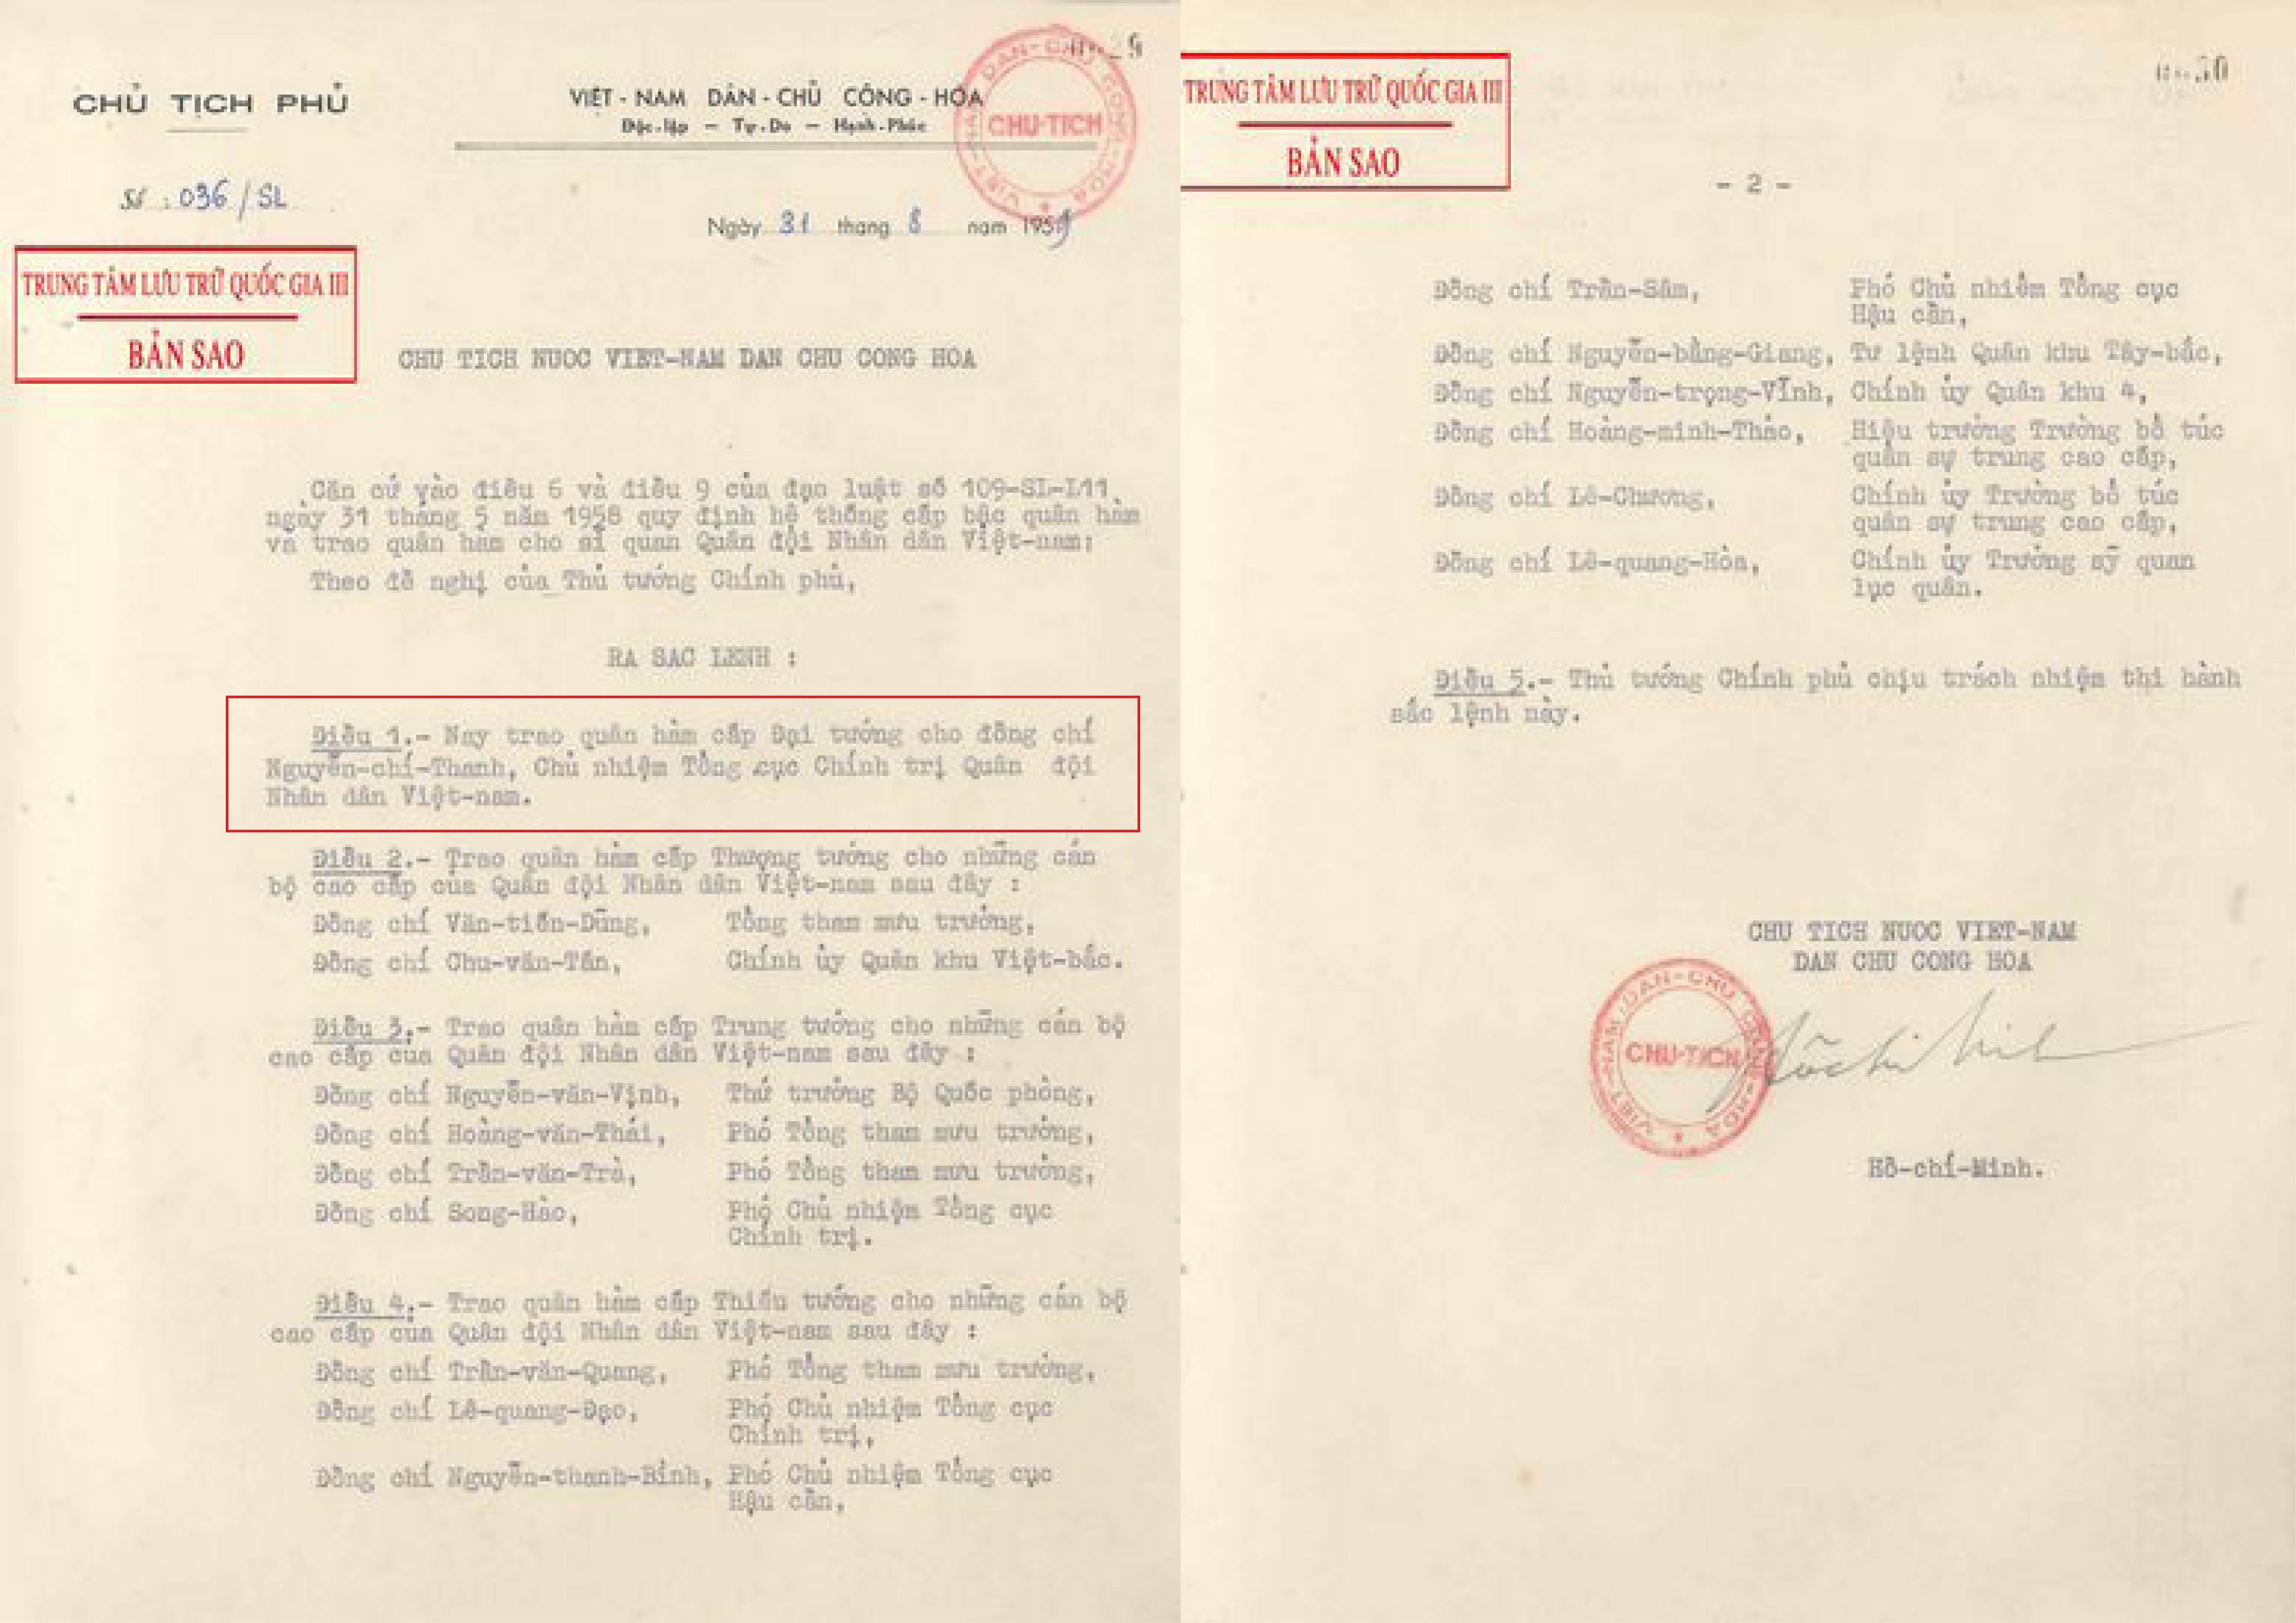 CHỦ TỊCH PHỦ
VIỆT - NAM DÂN - CHỦ CỘNG - HÒA
Độc-lập — Tự-Do — Hạnh-Phúc
CHU-TICH
Số : 036/SL
Ngày 31 tháng 8 năm 1959
TRUNG TÂM LƯU TRỮ QUỐC GIA III
BẢN SAO
CHU TICH NUOC VIET-NAM DAN CHU CONG HOA
Căn cứ vào điều 6 và điều 9 của đạo luật số 109-SL-L11
ngày 31 tháng 5 năm 1958 quy định hệ thống cấp bậc quân hàm
và trao quân hàm cho sĩ quan Quân đội Nhân dân Việt-nam;
Theo đề nghị của Thủ tướng Chính phủ,
RA SAC LENH :
Điều 1.- Nay trao quân hàm cấp Đại tướng cho đồng chí
Nguyễn-chí-Thanh, Chủ nhiệm Tổng cục Chính trị Quân đội
Nhân dân Việt-nam.
Điều 2.- Trao quân hàm cấp Thượng tướng cho những cán
bộ cao cấp của Quân đội Nhân dân Việt-nam sau đây :
Đồng chí Văn-tiến-Dũng, Tổng tham mưu trưởng,
Đồng chí Chu-văn-Tấn, Chính ủy Quân khu Việt-bắc.
Điều 3.- Trao quân hàm cấp Trung tướng cho những cán bộ
cao cấp của Quân đội Nhân dân Việt-nam sau đây :
Đồng chí Nguyễn-văn-Vịnh, Thứ trưởng Bộ Quốc phòng,
Đồng chí Hoàng-văn-Thái, Phó Tổng tham mưu trưởng,
Đồng chí Trần-văn-Trà, Phó Tổng tham mưu trưởng,
Đồng chí Song-Hào, Phó Chủ nhiệm Tổng cục
Chính trị.
Điều 4.- Trao quân hàm cấp Thiếu tướng cho những cán bộ
cao cấp của Quân đội Nhân dân Việt-nam sau đây :
Đồng chí Trần-văn-Quang, Phó Tổng tham mưu trưởng,
Đồng chí Lê-quang-Đạo, Phó Chủ nhiệm Tổng cục
Chính trị,
Đồng chí Nguyễn-thanh-Bình, Phó Chủ nhiệm Tổng cục
Hậu cần,
TRUNG TÂM LƯU TRỮ QUỐC GIA III
BẢN SAO
- 2 -
Đồng chí Trần-Sâm, Phó Chủ nhiệm Tổng cục
Hậu cần,
Đồng chí Nguyễn-bằng-Giang, Tư lệnh Quân khu Tây-bắc,
Đồng chí Nguyễn-trọng-Vĩnh, Chính ủy Quân khu 4,
Đồng chí Hoàng-minh-Thảo, Hiệu trưởng Trường bổ túc
quân sự trung cao cấp,
Đồng chí Lê-Chưởng, Chính ủy Trường bổ túc
quân sự trung cao cấp,
Đồng chí Lê-quang-Hòa, Chính ủy Trường sỹ quan
lục quân.
Điều 5.- Thủ tướng Chính phủ chịu trách nhiệm thi hành
sắc lệnh này.
CHU TICH NUOC VIET-NAM
DAN CHU CONG HOA
VIET-NAM DAN-CHU CONG-HOA
CHU-TICH
Hồ-chí-Minh.